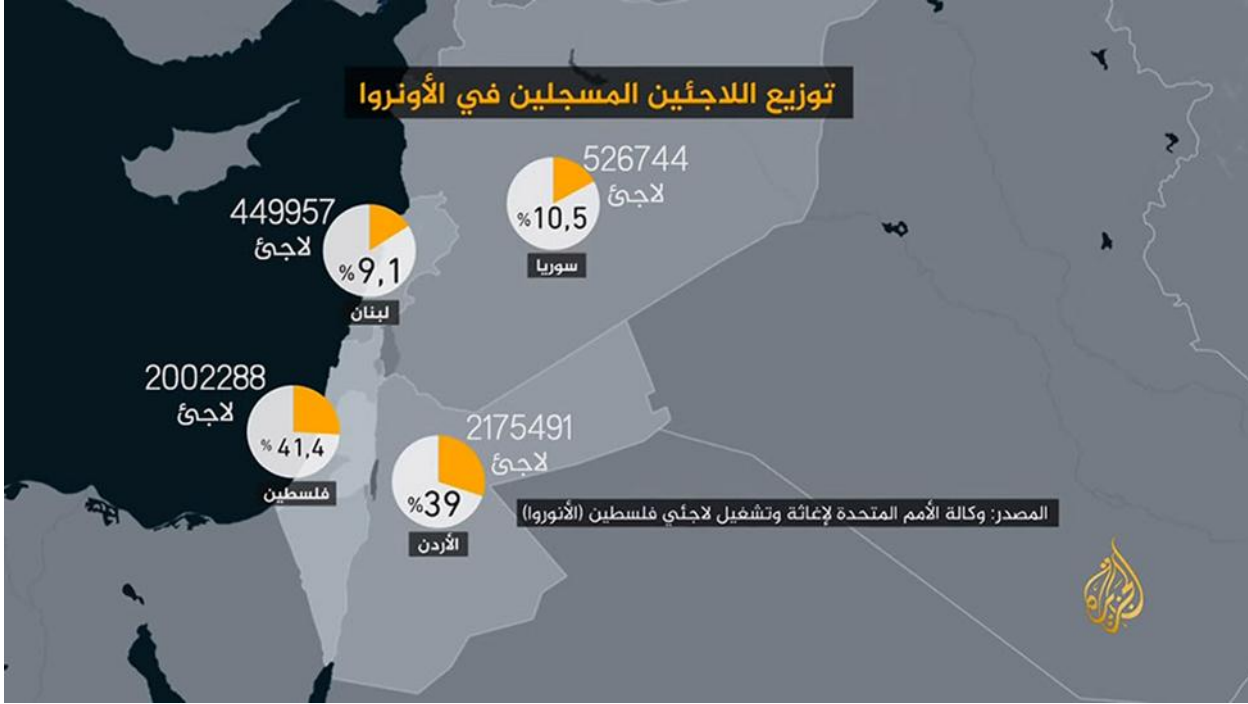 توزيع اللاجئين المسجلين في الأونروا
526744
لاجئ
%10,5
سوريا
449957
لاجئ
%9,1
لبنان
2002288
لاجئ
% 41,4
فلسطين
2175491
لاجئ
%39
الأردن
المصدر: وكالة الأمم المتحدة لإغاثة وتشغيل لاجئي فلسطين (الأنوروا)
الجزيرة